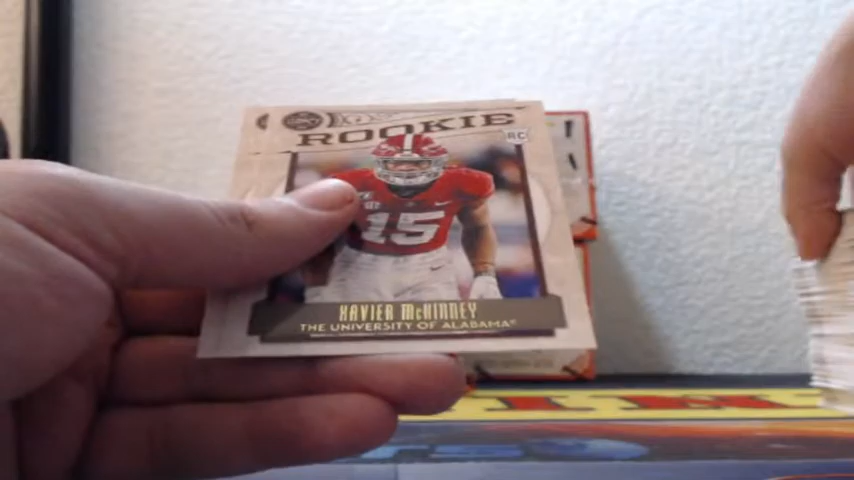 ROOKIE
RC
15
XAVIER McKINNEY
THE UNIVERSITY OF ALABAMA